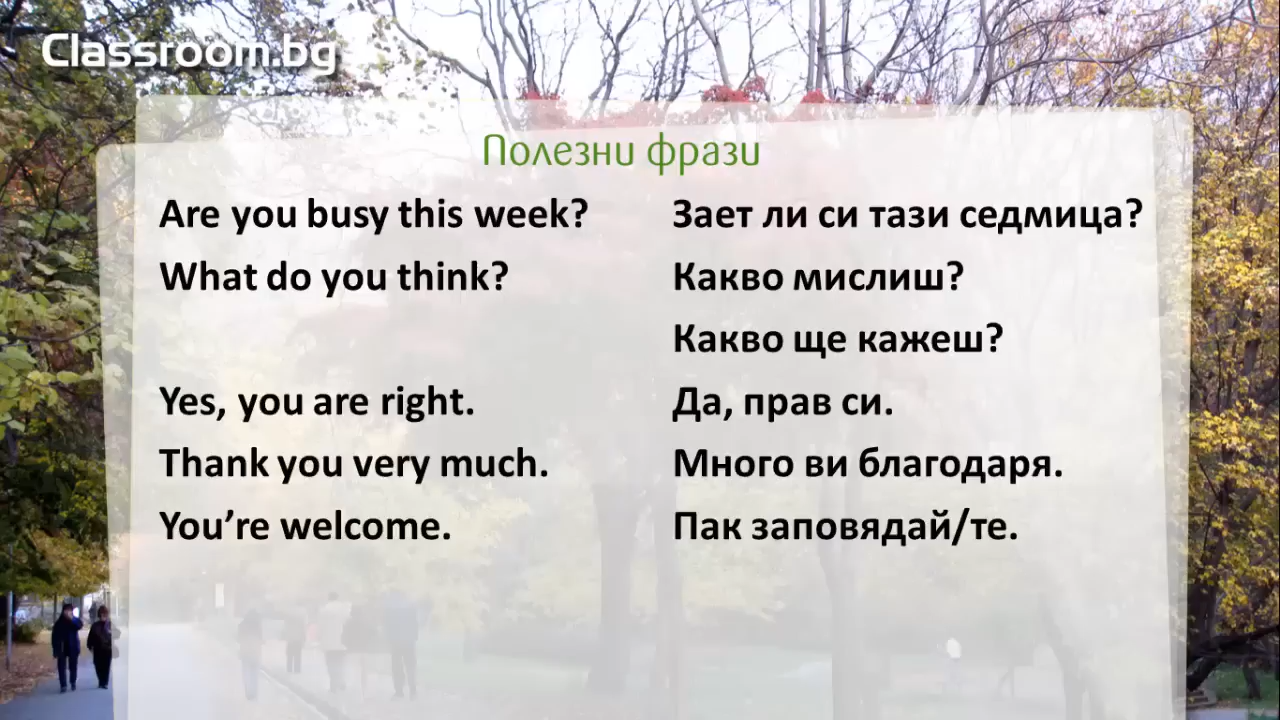 Classroom.bg
Полезни фрази
Are you busy this week? Зает ли си тази седмица?
What do you think? Какво мислиш?
Какво ще кажеш?
Yes, you are right. Да, прав си.
Thank you very much. Много ви благодаря.
You’re welcome. Пак заповядай/те.